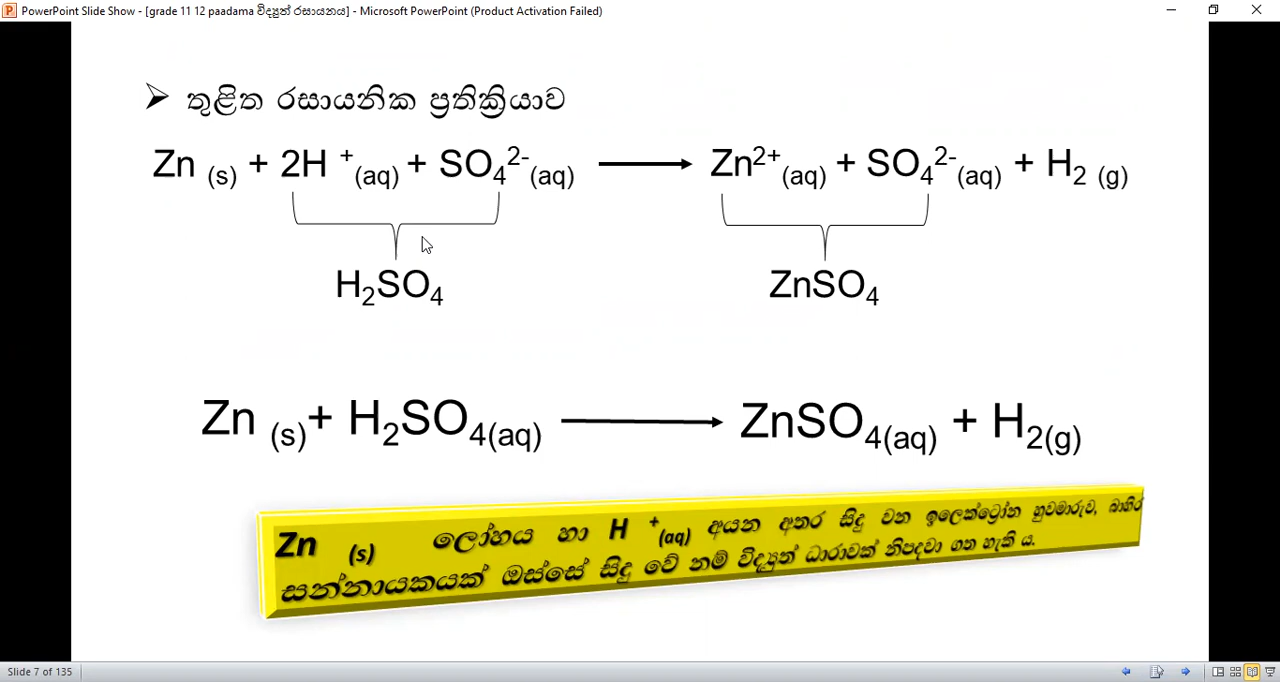 PowerPoint Slide Show - [grade 11 12 paadama විද්‍යුත් රසායනය] - Microsoft PowerPoint (Product Activation Failed)
➢ තුළිත රසායනික ප්‍රතික්‍රියාව
Zn (s) + 2H ⁺(aq) + SO₄²⁻(aq) ⟶ Zn²⁺(aq) + SO₄²⁻(aq) + H₂ (g)
H₂SO₄ ZnSO₄
Zn (s)+ H₂SO₄(aq) ⟶ ZnSO₄(aq) + H₂(g)
Zn (s) ලෝහය හා H ⁺(aq) අයන අතර සිදු වන ඉලෙක්ට්‍රෝන හුවමාරුව, බාහිර
සන්නායකයක් ඔස්සේ සිදු වේ නම් විද්‍යුත් ධාරාවක් නිපදවා ගත හැකි ය.
Slide 7 of 135